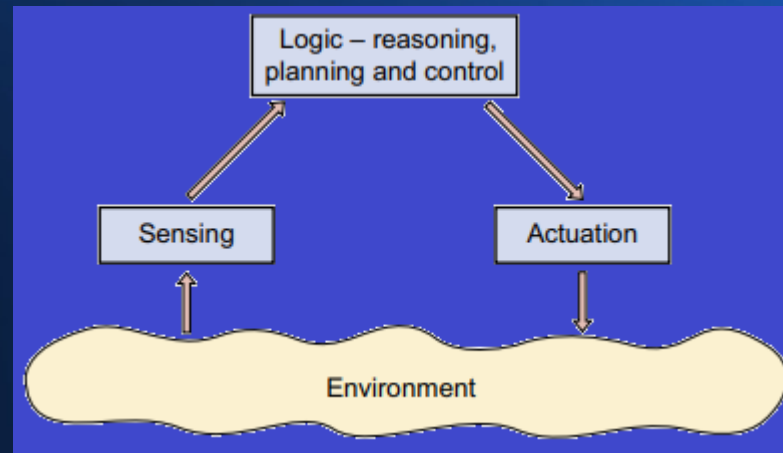 Logic – reasoning,
planning and control
Sensing
Actuation
Environment